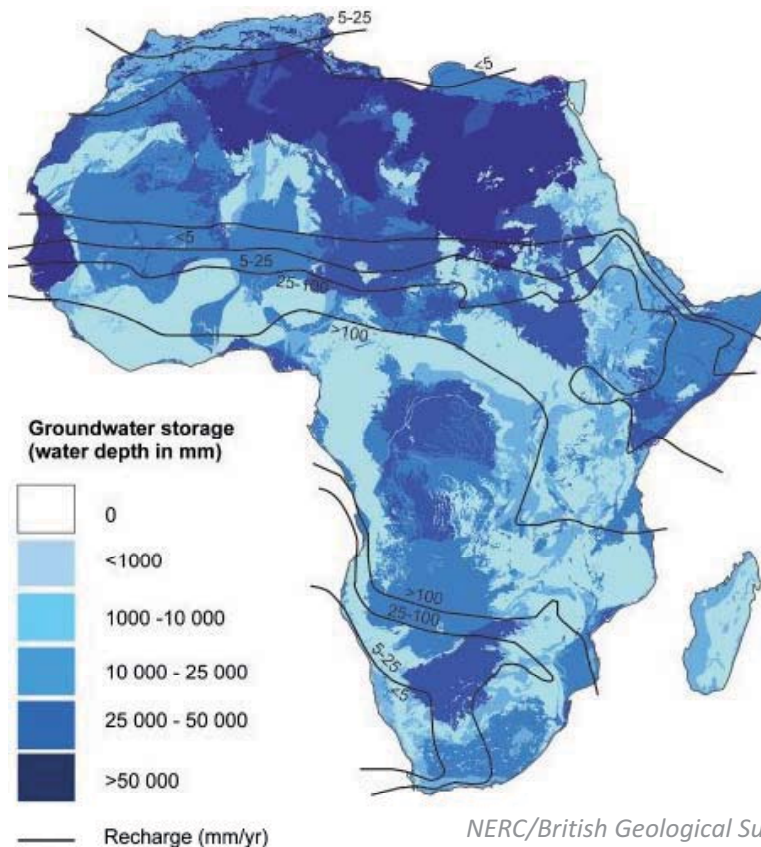 5-25
<5
<5
5-25
25-100
>100
Groundwater storage
(water depth in mm)
0
<1000
1000 -10 000
10 000 - 25 000
25 000 - 50 000
>50 000
>100
25-100
5-25
<5
Recharge (mm/yr)
NERC/British Geological Su